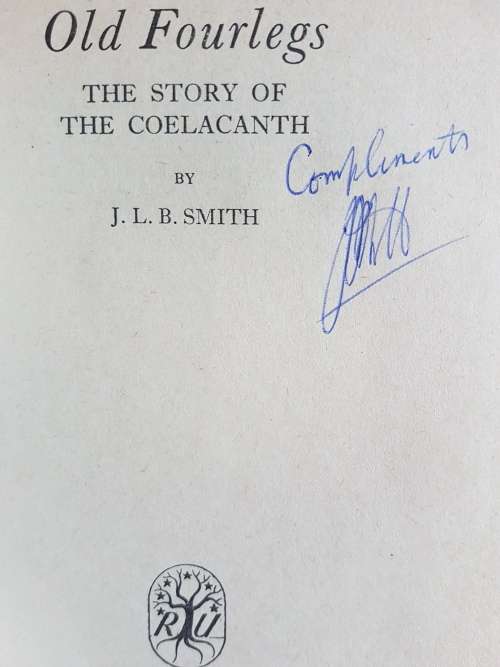 Old Fourlegs
THE STORY OF
THE COELACANTH
BY
J. L. B. SMITH
Compliments
R U